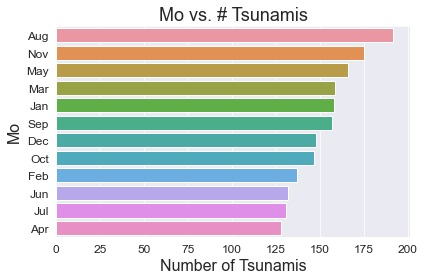 Mo vs. # Tsunamis
Aug
Nov
May
Mar
Jan
Sep
Dec
Oct
Feb
Jun
Jul
Apr
Mo
0 25 50 75 100 125 150 175 200
Number of Tsunamis